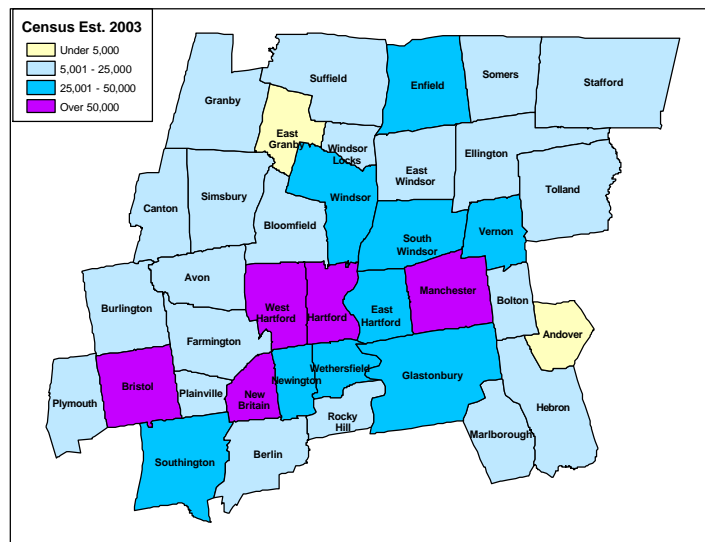 Census Est. 2003
Under 5,000
5,001 - 25,000
25,001 - 50,000
Over 50,000
Granby
Suffield
Enfield
Somers
Stafford
East
Granby
Windsor
Locks
East
Windsor
Ellington
Tolland
Canton
Simsbury
Windsor
Bloomfield
South
Windsor
Vernon
Avon
Burlington
West
Hartford
Hartford
East
Hartford
Manchester
Bolton
Andover
Farmington
Plymouth
Bristol
Plainville
New
Britain
Newington
Wethersfield
Glastonbury
Hebron
Rocky
Hill
Marlborough
Berlin
Southington